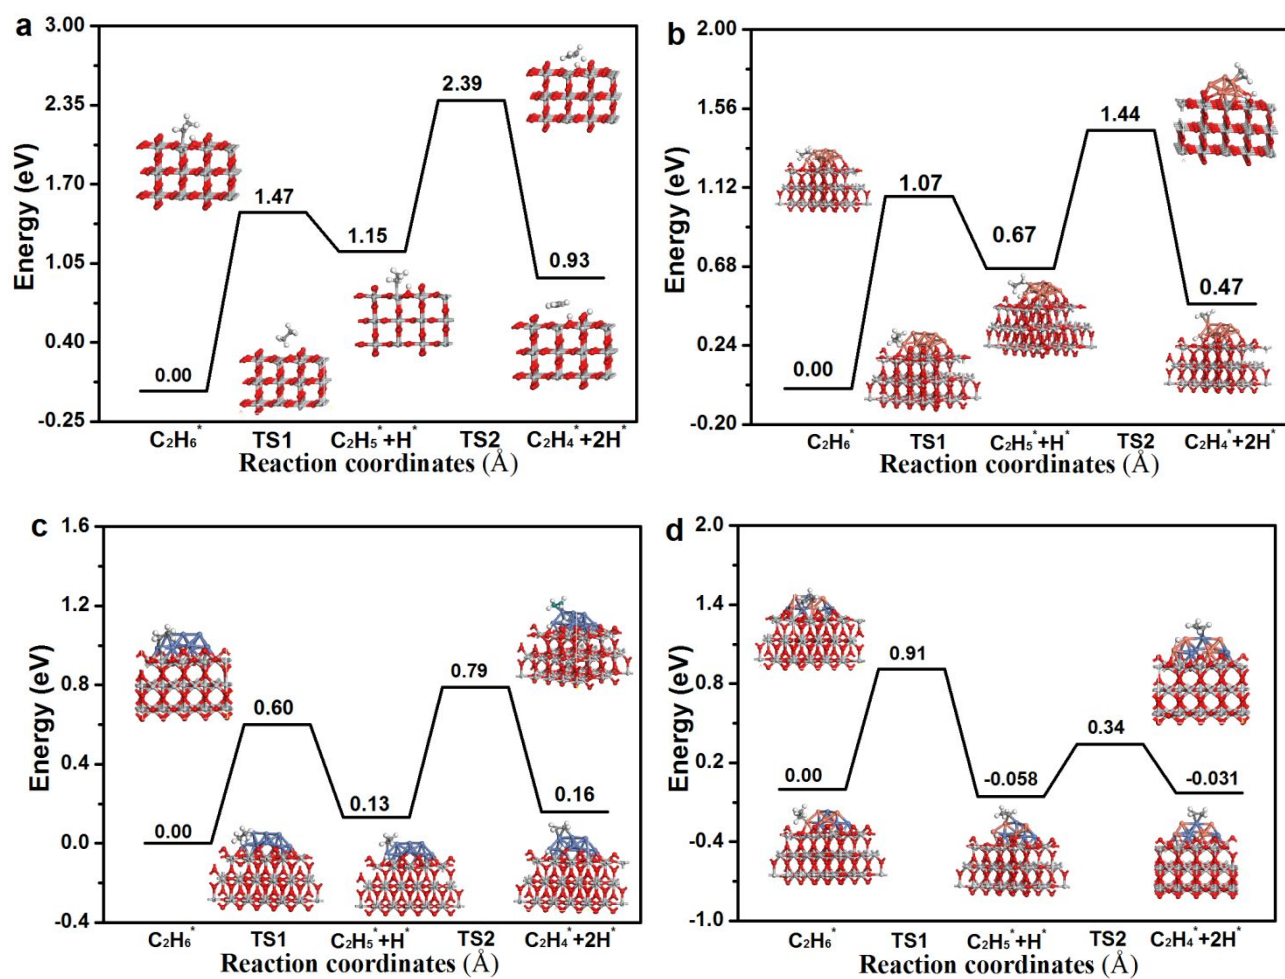 a
3.00
2.35
1.70
1.05
0.40
-0.25
Energy (eV)
0.00
1.47
1.15
2.39
0.93
C₂H₆* TS1 C₂H₅*+H* TS2 C₂H₄*+2H*
Reaction coordinates (Å)
b
2.00
1.56
1.12
0.68
0.24
-0.20
Energy (eV)
0.00
1.07
0.67
1.44
0.47
C₂H₆* TS1 C₂H₅*+H* TS2 C₂H₄*+2H*
Reaction coordinates (Å)
c
1.6
1.2
0.8
0.4
0.0
-0.4
Energy (eV)
0.00
0.60
0.13
0.79
0.16
C₂H₆* TS1 C₂H₅*+H* TS2 C₂H₄*+2H*
Reaction coordinates (Å)
d
2.0
1.4
0.8
0.2
-0.4
-1.0
Energy (eV)
0.00
0.91
-0.058
0.34
-0.031
C₂H₆* TS1 C₂H₅*+H* TS2 C₂H₄*+2H*
Reaction coordinates (Å)